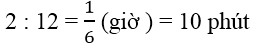 2 : 12 = 1/6 (giờ ) = 10 phút